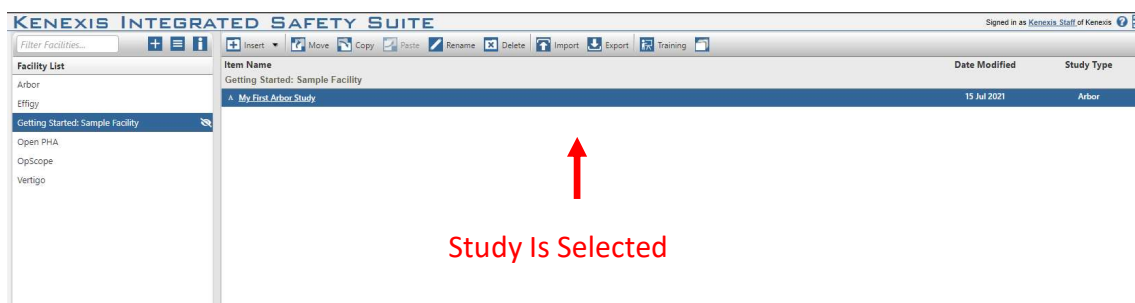 KENEXIS INTEGRATED SAFETY SUITE
Signed in as Kenexis Staff of Kenexis ?
Filter Facilities...
Insert Move Copy Paste Rename Delete Import Export Training
Facility List
Item Name Date Modified Study Type
Getting Started: Sample Facility
Arbor
A My First Arbor Study 15 Jul 2021 Arbor
Effigy
Getting Started: Sample Facility
Open PHA
OpScope
Vertigo
Study Is Selected